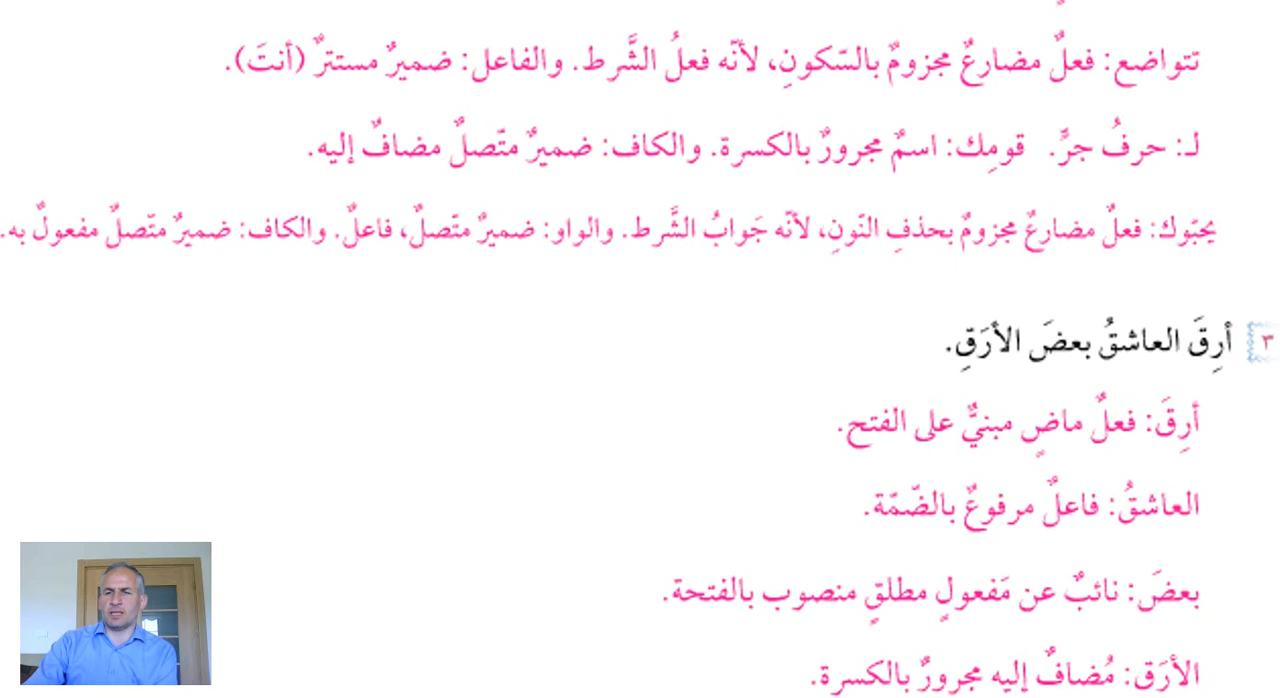 تتواضع: فعلٌ مضارعٌ مجزومٌ بالسّكونِ، لأنّه فعلُ الشَّرط. والفاعل: ضميرٌ مستترٌ (أنتَ).
لـ: حرفُ جرٍّ. قومِك: اسمٌ مجرورٌ بالكسرة. والكاف: ضميرٌ متّصلٌ مضافٌ إليه.
يحبّوك: فعلٌ مضارعٌ مجزومٌ بحذفِ النّونِ، لأنّه جَوابُ الشَّرط. والواو: ضميرٌ متّصلٌ، فاعلٌ. والكاف: ضميرٌ متّصلٌ مفعولٌ به.
٣ أرِقَ العاشقُ بعضَ الأرَقِ.
أرِقَ: فعلٌ ماضٍ مبنيٌّ على الفتح.
العاشقُ: فاعلٌ مرفوعٌ بالضّمّة.
بعضَ: نائبٌ عن مَفعولٍ مطلقٍ منصوب بالفتحة.
الأرَق: مُضافٌ إليه مجرورٌ بالكسرة.